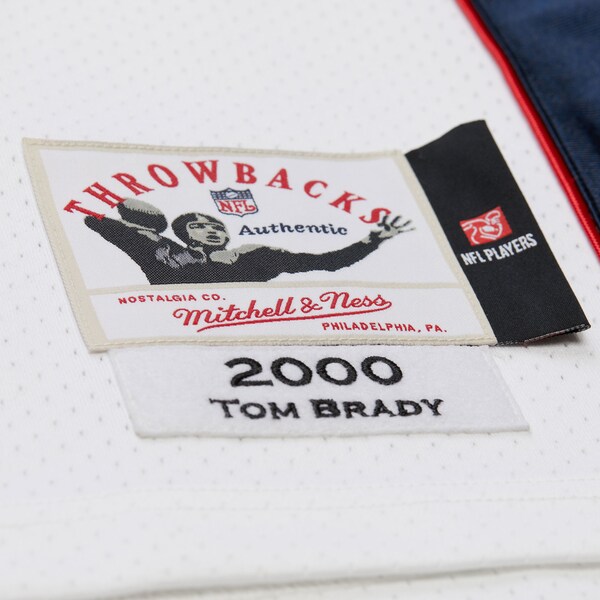 THROWBACKS
NFL
Authentic
NOSTALGIA CO.
Mitchell & Ness
PHILADELPHIA, PA.
NFL PLAYERS
2000
TOM BRADY